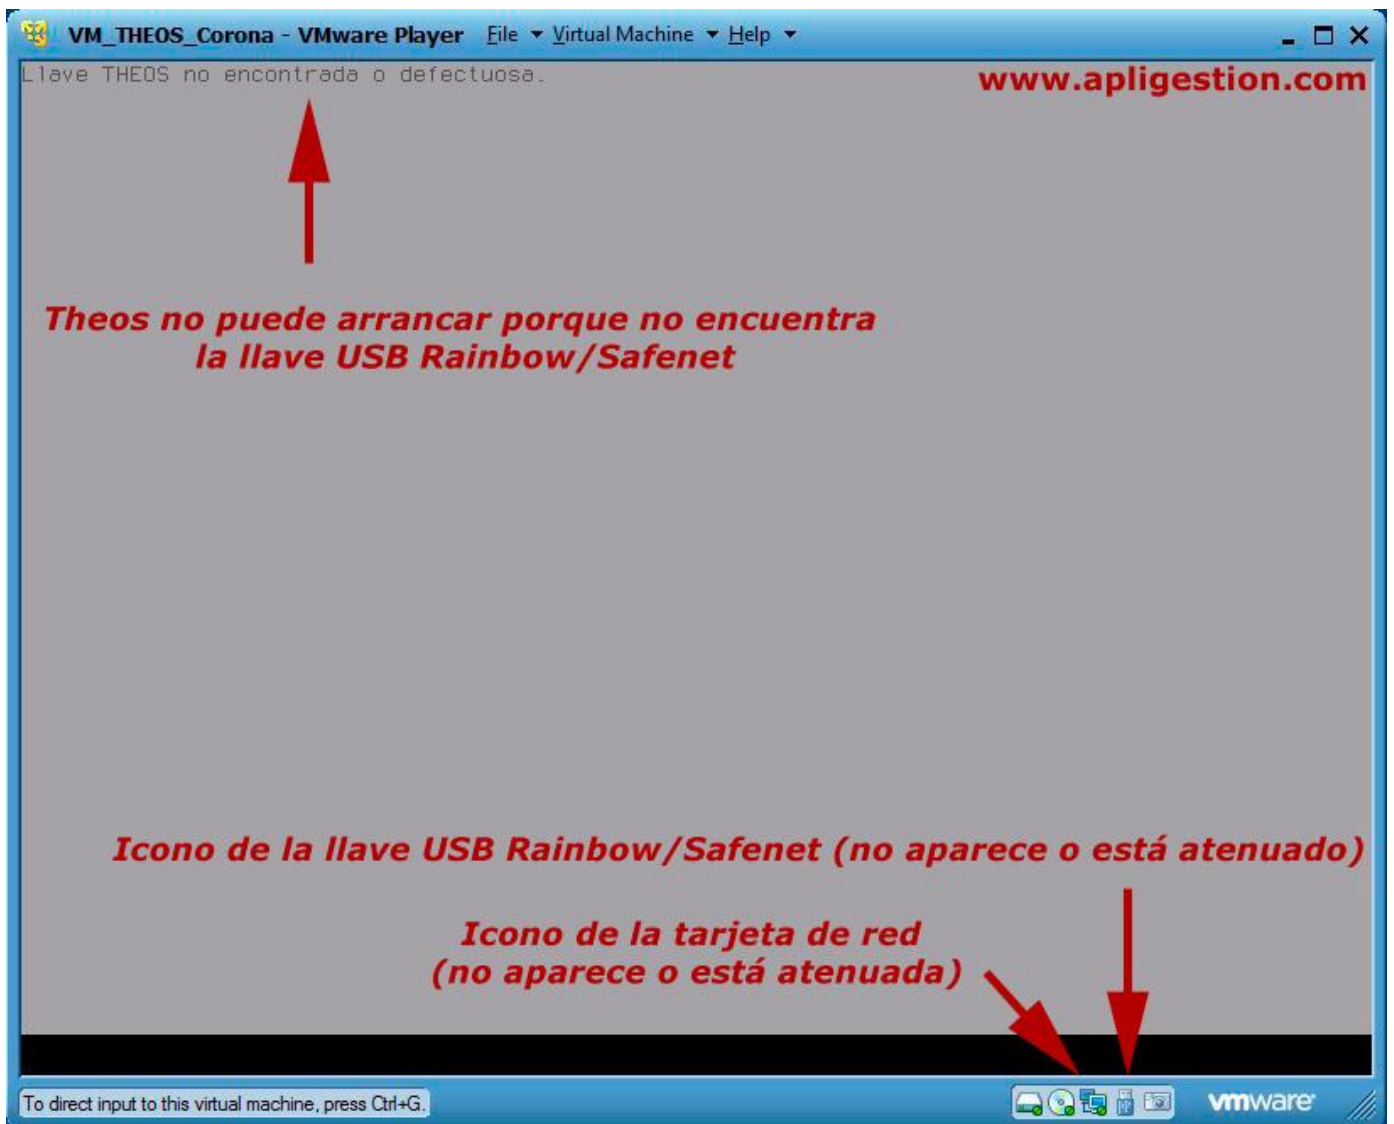 VM_THEOS_Corona - VMware Player File Virtual Machine Help
Llave THEOS no encontrada o defectuosa.
www.apligestion.com
Theos no puede arrancar porque no encuentra
la llave USB Rainbow/Safenet
Icono de la llave USB Rainbow/Safenet (no aparece o está atenuado)
Icono de la tarjeta de red
(no aparece o está atenuada)
To direct input to this virtual machine, press Ctrl+G.
vmware